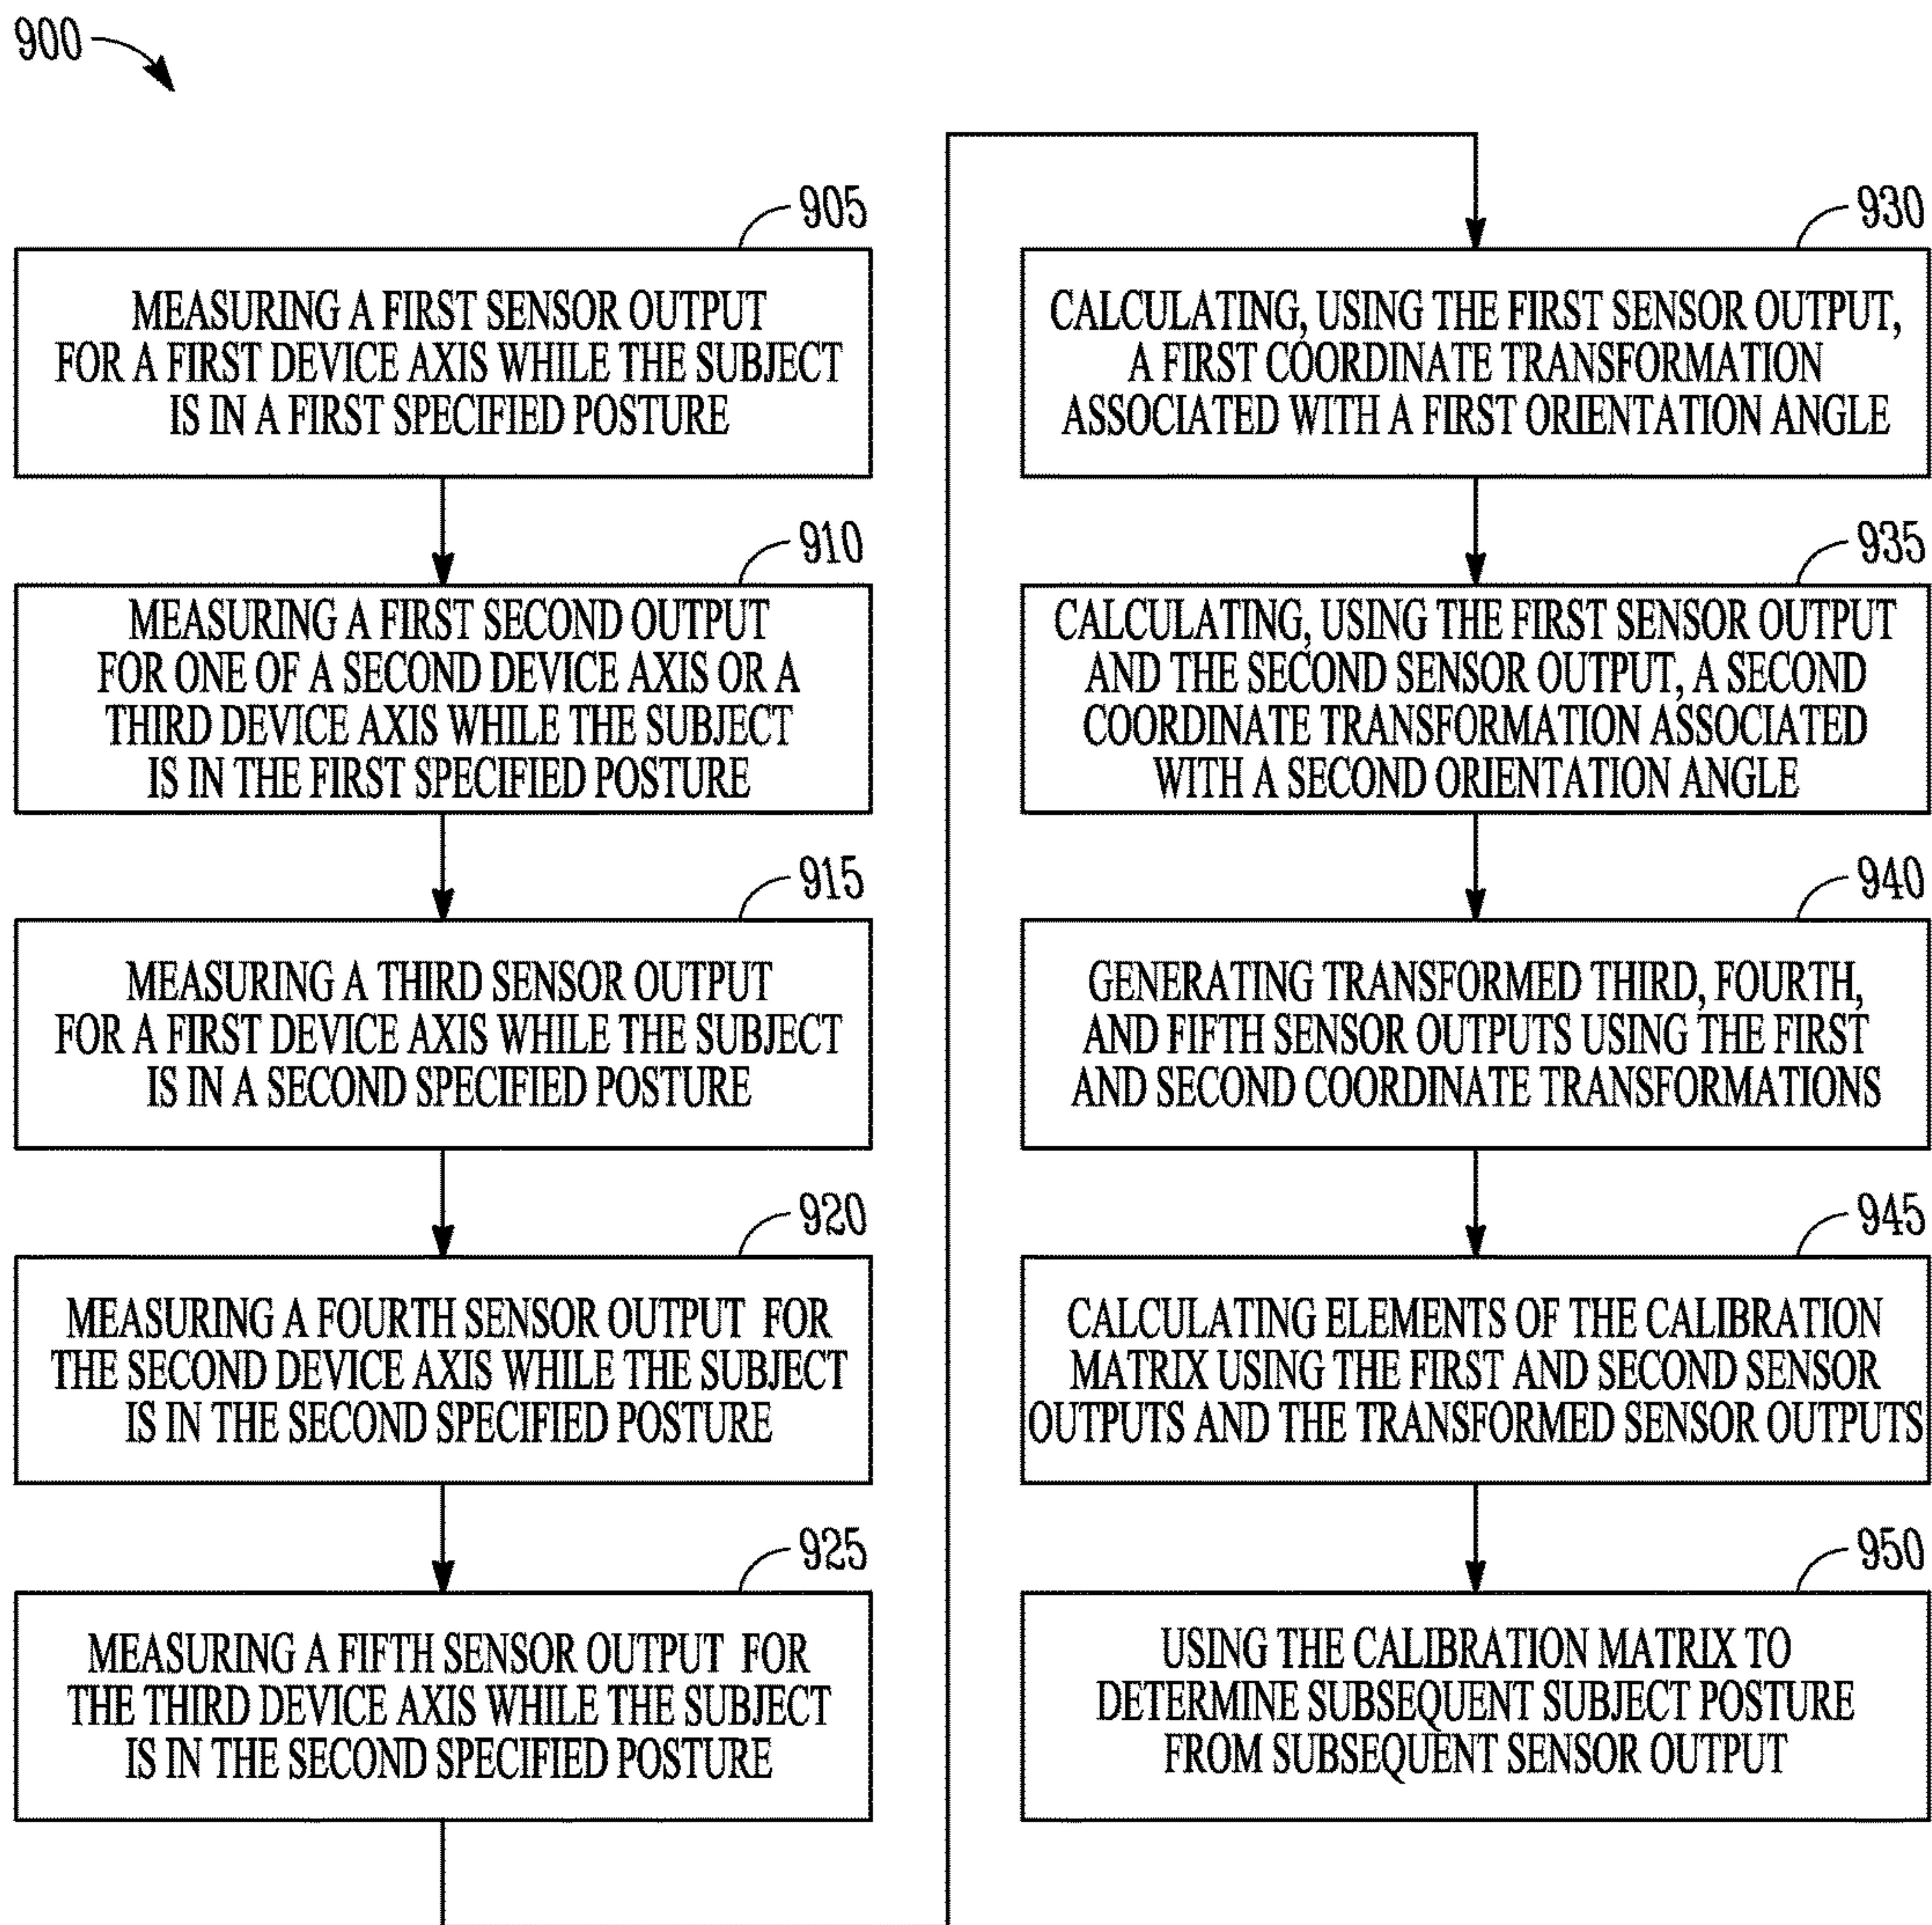 900
905
MEASURING A FIRST SENSOR OUTPUT
FOR A FIRST DEVICE AXIS WHILE THE SUBJECT
IS IN A FIRST SPECIFIED POSTURE
910
MEASURING A FIRST SECOND OUTPUT
FOR ONE OF A SECOND DEVICE AXIS OR A
THIRD DEVICE AXIS WHILE THE SUBJECT
IS IN THE FIRST SPECIFIED POSTURE
915
MEASURING A THIRD SENSOR OUTPUT
FOR A FIRST DEVICE AXIS WHILE THE SUBJECT
IS IN A SECOND SPECIFIED POSTURE
920
MEASURING A FOURTH SENSOR OUTPUT FOR
THE SECOND DEVICE AXIS WHILE THE SUBJECT
IS IN THE SECOND SPECIFIED POSTURE
925
MEASURING A FIFTH SENSOR OUTPUT FOR
THE THIRD DEVICE AXIS WHILE THE SUBJECT
IS IN THE SECOND SPECIFIED POSTURE
930
CALCULATING, USING THE FIRST SENSOR OUTPUT,
A FIRST COORDINATE TRANSFORMATION
ASSOCIATED WITH A FIRST ORIENTATION ANGLE
935
CALCULATING, USING THE FIRST SENSOR OUTPUT
AND THE SECOND SENSOR OUTPUT, A SECOND
COORDINATE TRANSFORMATION ASSOCIATED
WITH A SECOND ORIENTATION ANGLE
940
GENERATING TRANSFORMED THIRD, FOURTH,
AND FIFTH SENSOR OUTPUTS USING THE FIRST
AND SECOND COORDINATE TRANSFORMATIONS
945
CALCULATING ELEMENTS OF THE CALIBRATION
MATRIX USING THE FIRST AND SECOND SENSOR
OUTPUTS AND THE TRANSFORMED SENSOR OUTPUTS
950
USING THE CALIBRATION MATRIX TO
DETERMINE SUBSEQUENT SUBJECT POSTURE
FROM SUBSEQUENT SENSOR OUTPUT